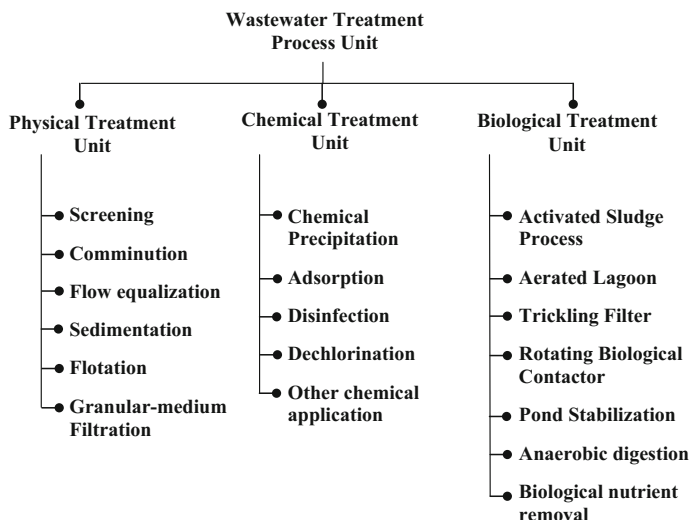 Wastewater Treatment
Process Unit
Physical Treatment
Unit
Screening
Comminution
Flow equalization
Sedimentation
Flotation
Granular-medium
Filtration
Chemical Treatment
Unit
Chemical
Precipitation
Adsorption
Disinfection
Dechlorination
Other chemical
application
Biological Treatment
Unit
Activated Sludge
Process
Aerated Lagoon
Trickling Filter
Rotating Biological
Contactor
Pond Stabilization
Anaerobic digestion
Biological nutrient
removal